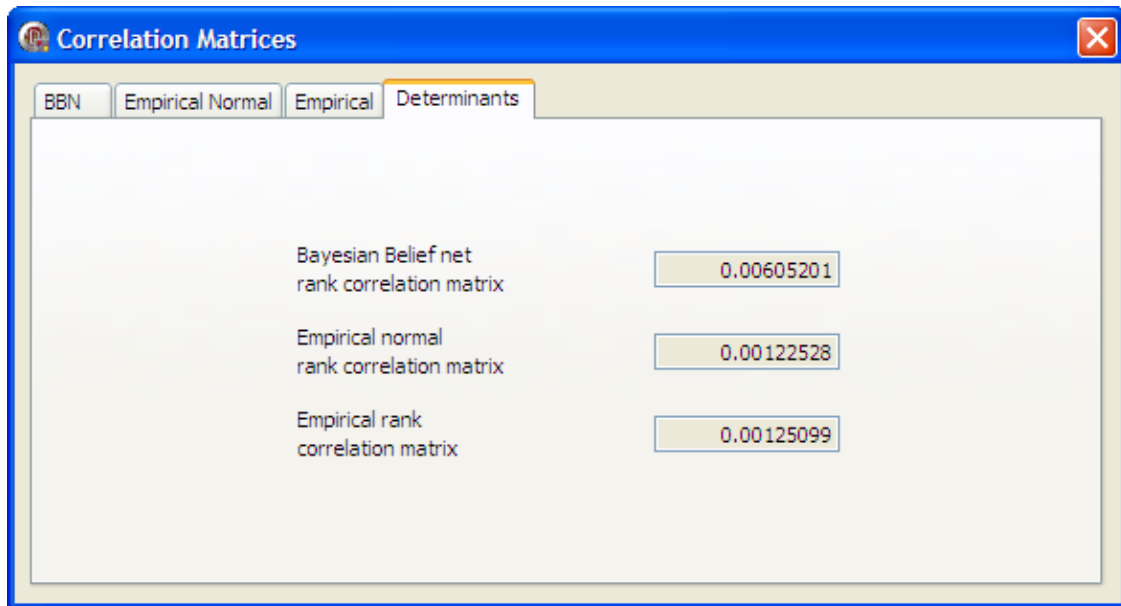 Correlation Matrices
BBN Empirical Normal Empirical Determinants
Bayesian Belief net
rank correlation matrix
0.00605201
Empirical normal
rank correlation matrix
0.00122528
Empirical rank
correlation matrix
0.00125099